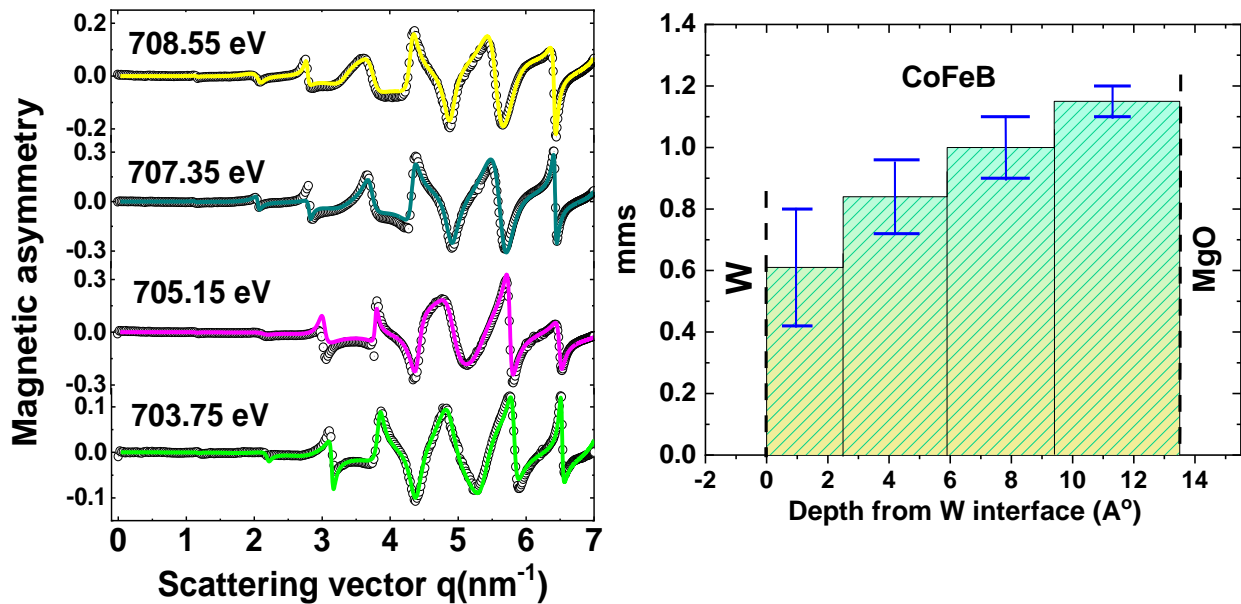 Magnetic asymmetry
0.2
708.55 eV
0.0
-0.2
0.3
707.35 eV
0.0
-0.3
0.3
705.15 eV
0.0
-0.3
0.1
703.75 eV
0.0
-0.1
0 1 2 3 4 5 6 7
Scattering vector q(nm-1)
mms
1.4
1.2
1.0
0.8
0.6
0.4
0.2
0.0
CoFeB
W
MgO
-2 0 2 4 6 8 10 12 14
Depth from W interface (Ao)